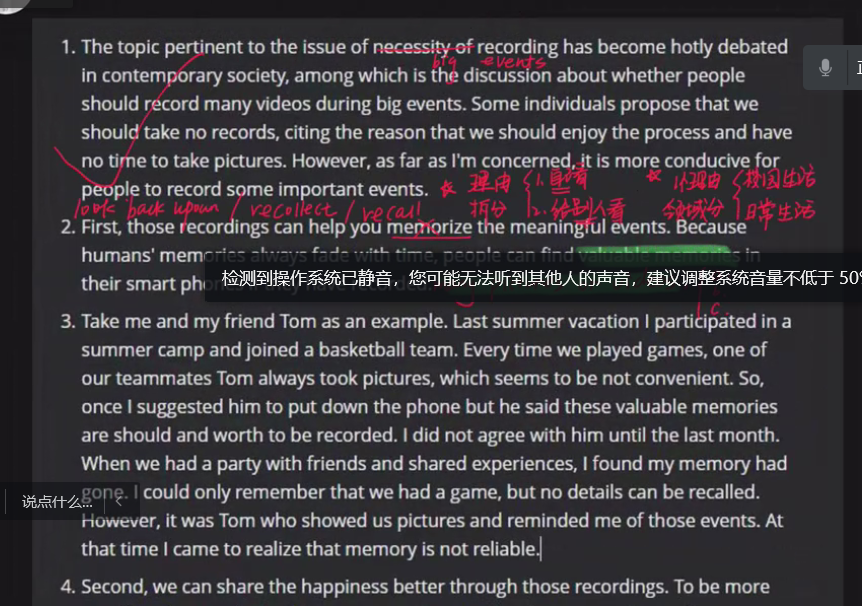 1. The topic pertinent to the issue of necessity of recording has become hotly debated
big events
in contemporary society, among which is the discussion about whether people
should record many videos during big events. Some individuals propose that we
should take no records, citing the reason that we should enjoy the process and have
no time to take pictures. However, as far as I'm concerned, it is more conducive for
people to record some important events.
理由 1. 自己看
拆分 2. 给别人看
1个理由 校园生活
领域分 日常生活
look back upon / recollect / recall
2. First, those recordings can help you memorize the meaningful events. Because
humans' memories always fade with time, people can find valuable memories in
their smart
检测到操作系统已静音，您可能无法听到其他人的声音，建议调整系统音量不低于 50%
3. Take me and my friend Tom as an example. Last summer vacation I participated in a
summer camp and joined a basketball team. Every time we played games, one of
our teammates Tom always took pictures, which seems to be not convenient. So,
once I suggested him to put down the phone but he said these valuable memories
are should and worth to be recorded. I did not agree with him until the last month.
When we had a party with friends and shared experiences, I found my memory had
gone. I could only remember that we had a game, but no details can be recalled.
说点什么...
However, it was Tom who showed us pictures and reminded me of those events. At
that time I came to realize that memory is not reliable.
4. Second, we can share the happiness better through those recordings. To be more